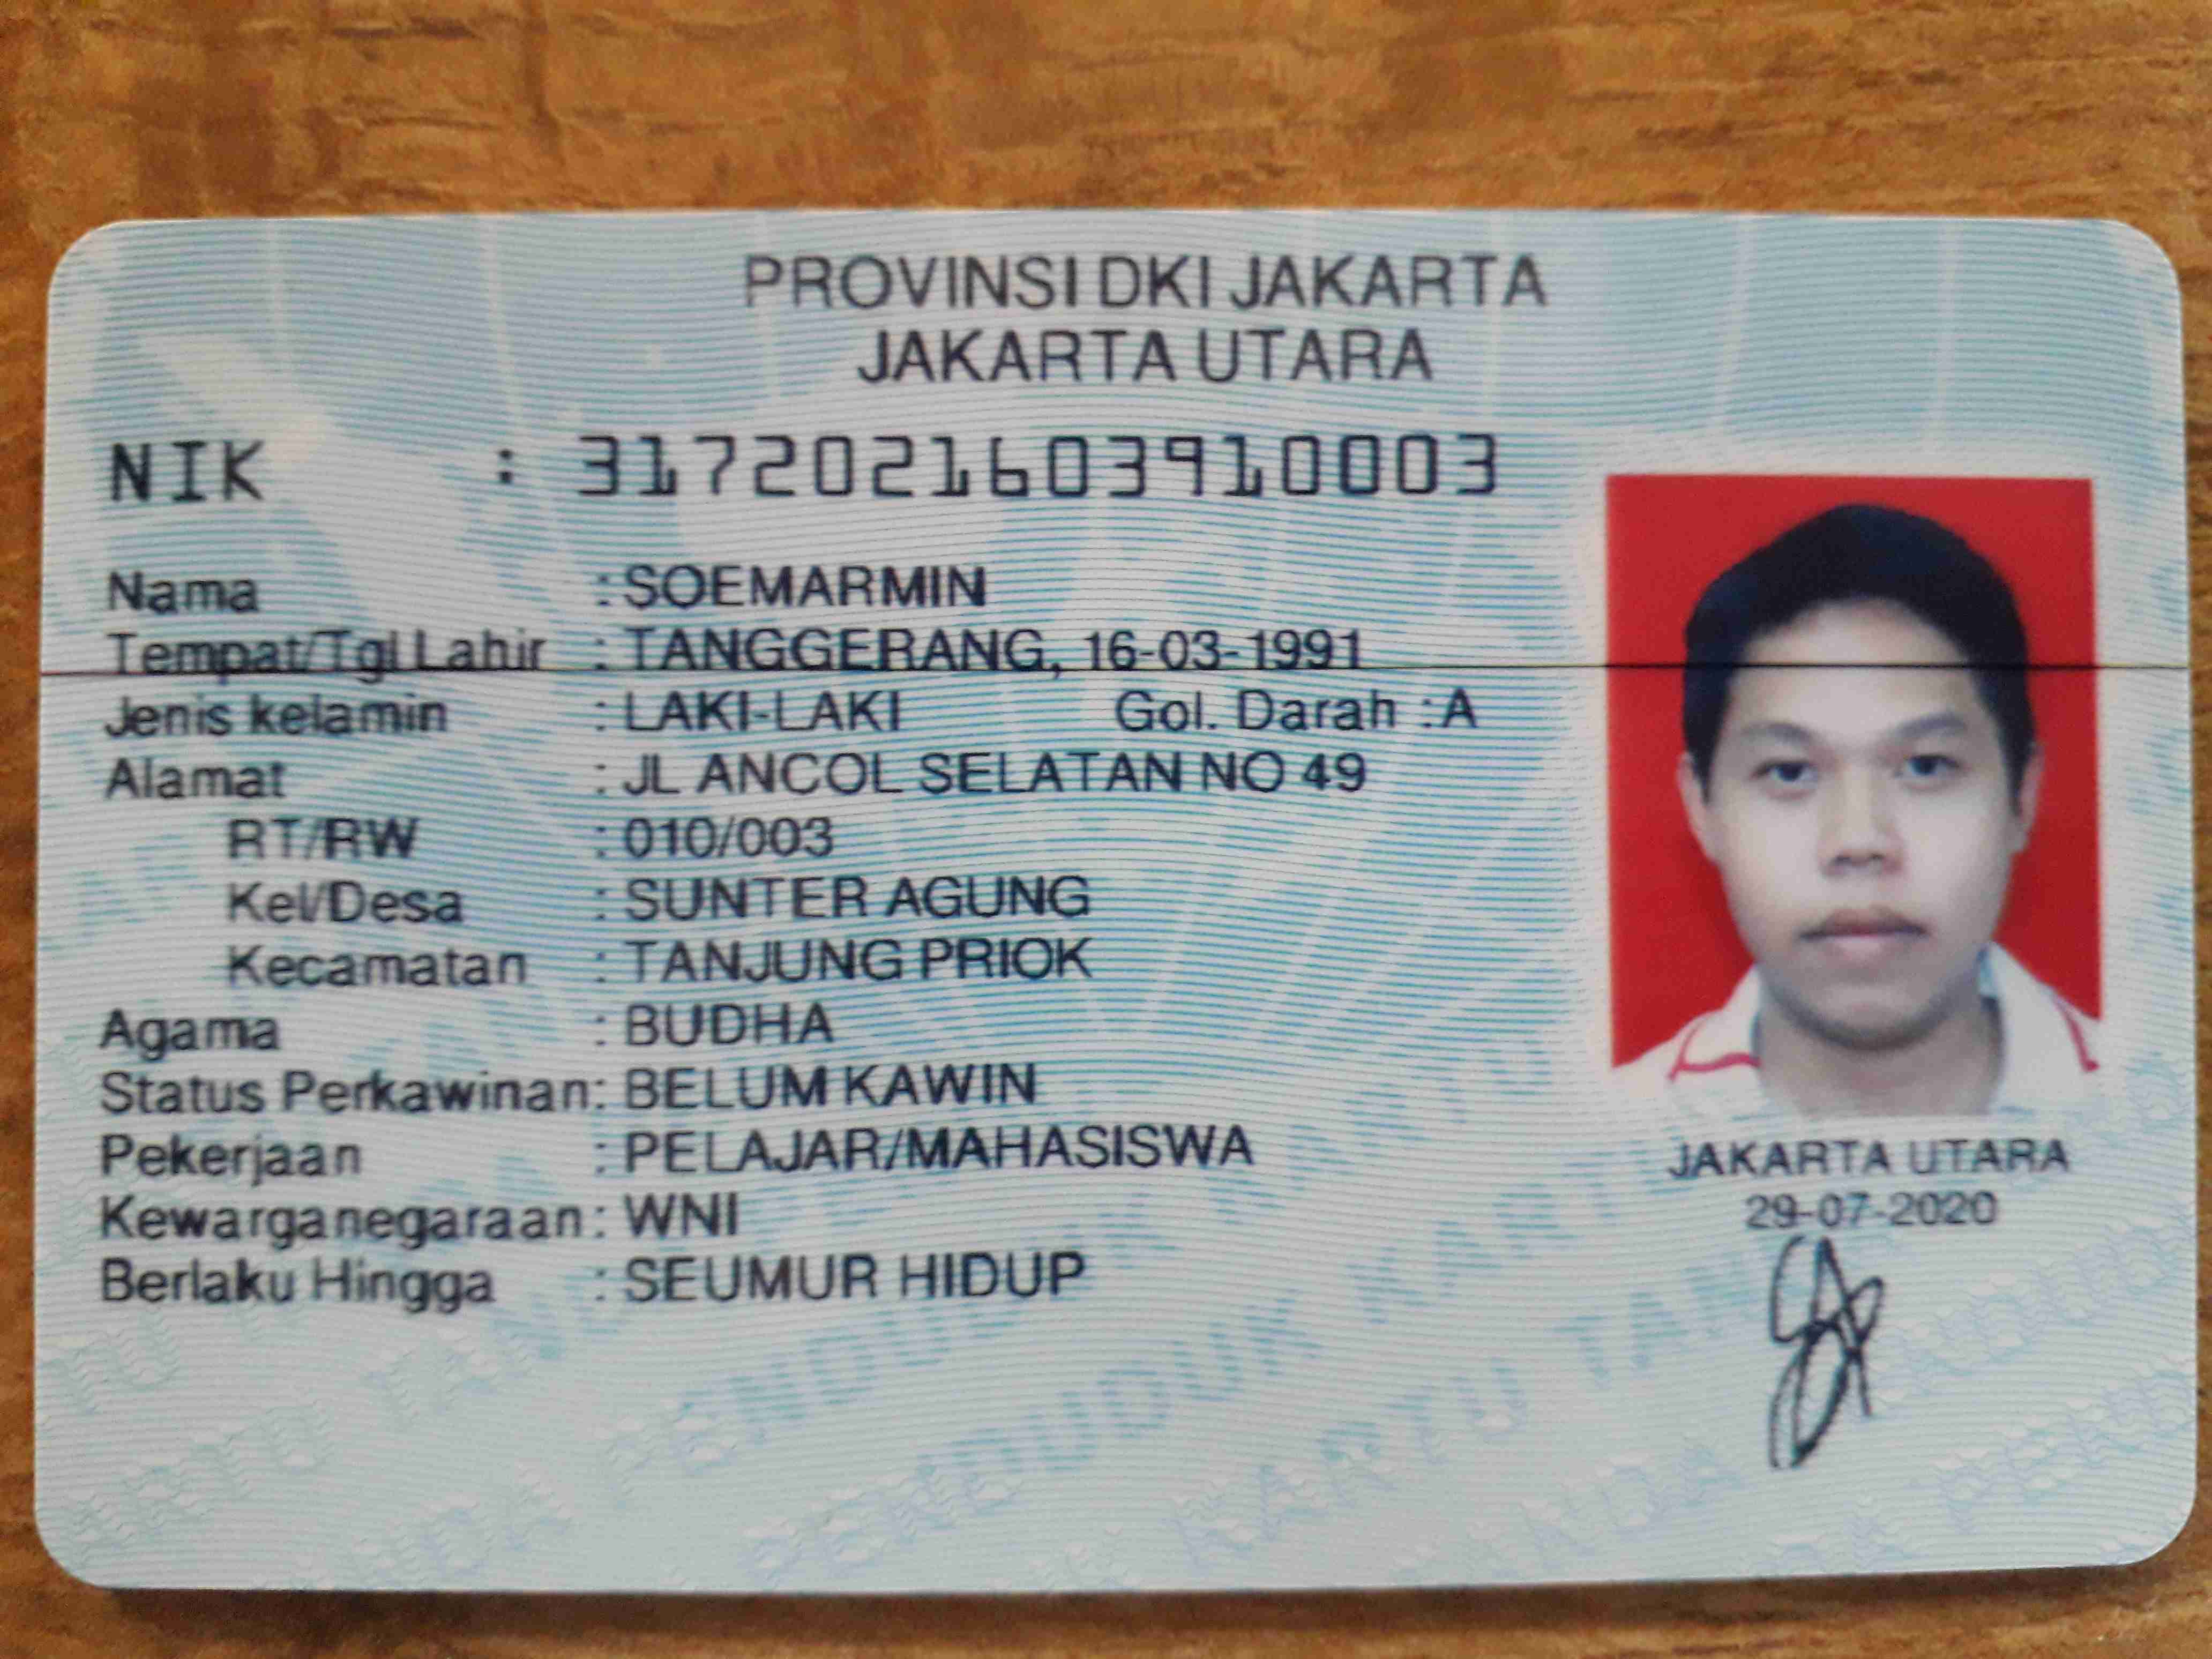 PROVINSI DKI JAKARTA
JAKARTA UTARA
NIK : 3172021603910003
Nama : SOEMARMIN
Tempat/Tgl Lahir : TANGGERANG, 16-03-1991
Jenis kelamin : LAKI-LAKI Gol. Darah : A
Alamat : JL ANCOL SELATAN NO 49
RT/RW : 010/003
Kel/Desa : SUNTER AGUNG
Kecamatan : TANJUNG PRIOK
Agama : BUDHA
Status Perkawinan : BELUM KAWIN
Pekerjaan : PELAJAR/MAHASISWA
Kewarganegaraan : WNI
Berlaku Hingga : SEUMUR HIDUP
JAKARTA UTARA
29-07-2020